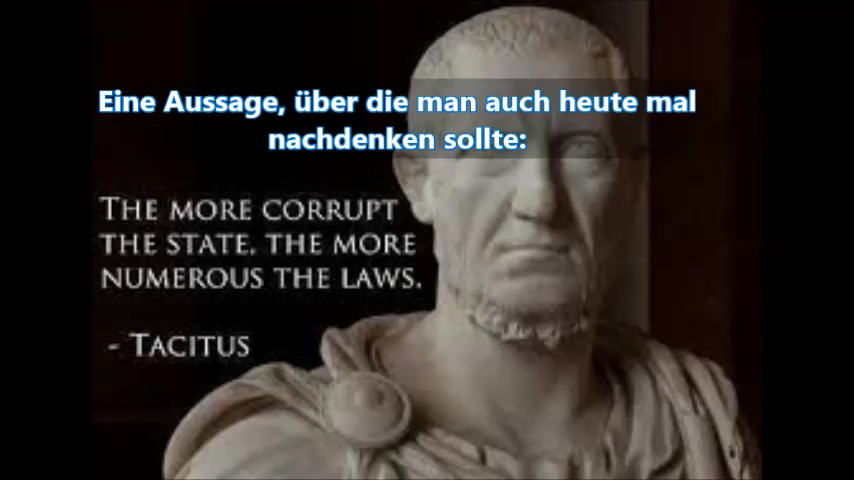 Eine Aussage, über die man auch heute mal
nachdenken sollte:
THE MORE CORRUPT
THE STATE, THE MORE
NUMEROUS THE LAWS.
- TACITUS